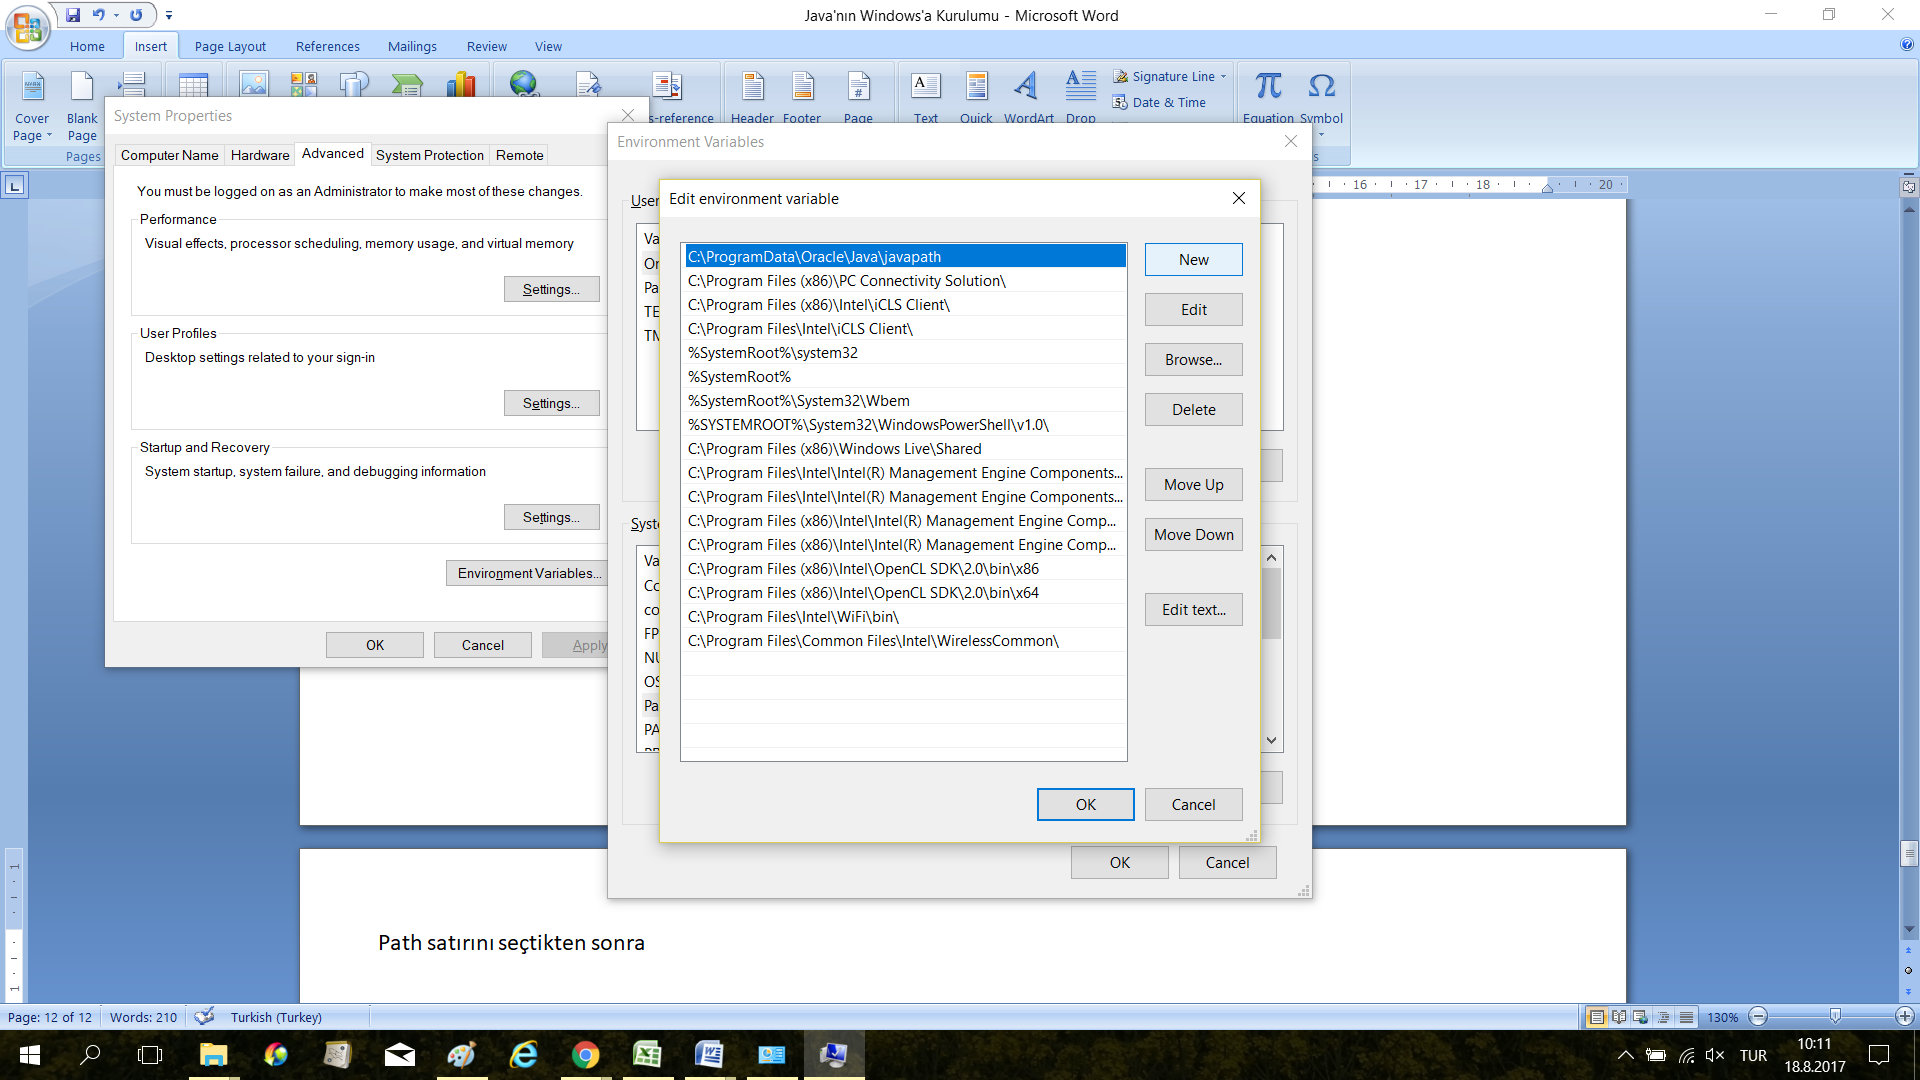 Java'nın Windows'a Kurulumu - Microsoft Word
Home Insert Page Layout References Mailings Review View
Cover Page
Blank Page
Pages
Header Footer Page
Text Quick WordArt Drop
Signature Line
Date & Time
Equation Symbol
System Properties
Computer Name Hardware Advanced System Protection Remote
You must be logged on as an Administrator to make most of these changes.
Performance
Visual effects, processor scheduling, memory usage, and virtual memory
Settings...
User Profiles
Desktop settings related to your sign-in
Settings...
Startup and Recovery
System startup, system failure, and debugging information
Settings...
Environment Variables...
OK Cancel Apply
Environment Variables
OK Cancel
Edit environment variable
C:\ProgramData\Oracle\Java\javapath
C:\Program Files (x86)\PC Connectivity Solution\
C:\Program Files (x86)\Intel\iCLS Client\
C:\Program Files\Intel\iCLS Client\
%SystemRoot%\system32
%SystemRoot%
%SystemRoot%\System32\Wbem
%SYSTEMROOT%\System32\WindowsPowerShell\v1.0\
C:\Program Files (x86)\Windows Live\Shared
C:\Program Files\Intel\Intel(R) Management Engine Components...
C:\Program Files\Intel\Intel(R) Management Engine Components...
C:\Program Files (x86)\Intel\Intel(R) Management Engine Comp...
C:\Program Files (x86)\Intel\Intel(R) Management Engine Comp...
C:\Program Files (x86)\Intel\OpenCL SDK\2.0\bin\x86
C:\Program Files (x86)\Intel\OpenCL SDK\2.0\bin\x64
C:\Program Files\Intel\WiFi\bin\
C:\Program Files\Common Files\Intel\WirelessCommon\
New
Edit
Browse...
Delete
Move Up
Move Down
Edit text...
OK Cancel
16 17 18 20
Path satırını seçtikten sonra
Page: 12 of 12 Words: 210 Turkish (Turkey) 130%
TUR
10:11
18.8.2017